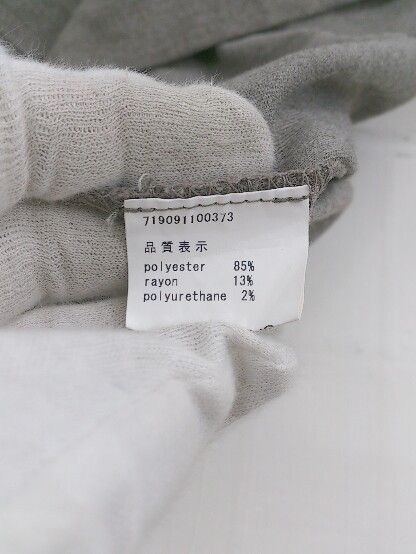 719091100373
品質表示
polyester 85%
rayon 13%
polyurethane 2%